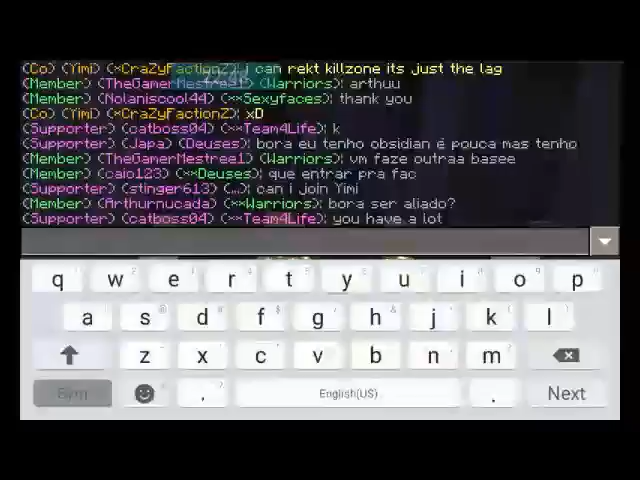 (Co) (Yimi) (*CraZyFactionZ): i can rekt killzone its just the lag
(Member) (TheGamerMestree1) (Warriors): arthuu
(Member) (Nolaniscool44) (**Sexyfaces): thank you
(Co) (Yimi) (*CraZyFactionZ): xD
(Supporter) (catboss04) (**Team4Life): k
(Supporter) (Japa) (Deuses): bora eu tenho obsidian é pouca mas tenho
(Member) (TheGamerMestree1) (Warriors): vm faze outraa basee
(Member) (caio123) (**Deuses): que entrar pra fac
(Supporter) (stinger613) (...): can i join Yimi
(Member) (Arthurnucada) (**Warriors): bora ser aliado?
(Supporter) (catboss04) (**Team4Life): you have a lot
q w e r t y u i o p
a s d f g h j k l
z x c v b n m
Sym , English(US) . Next